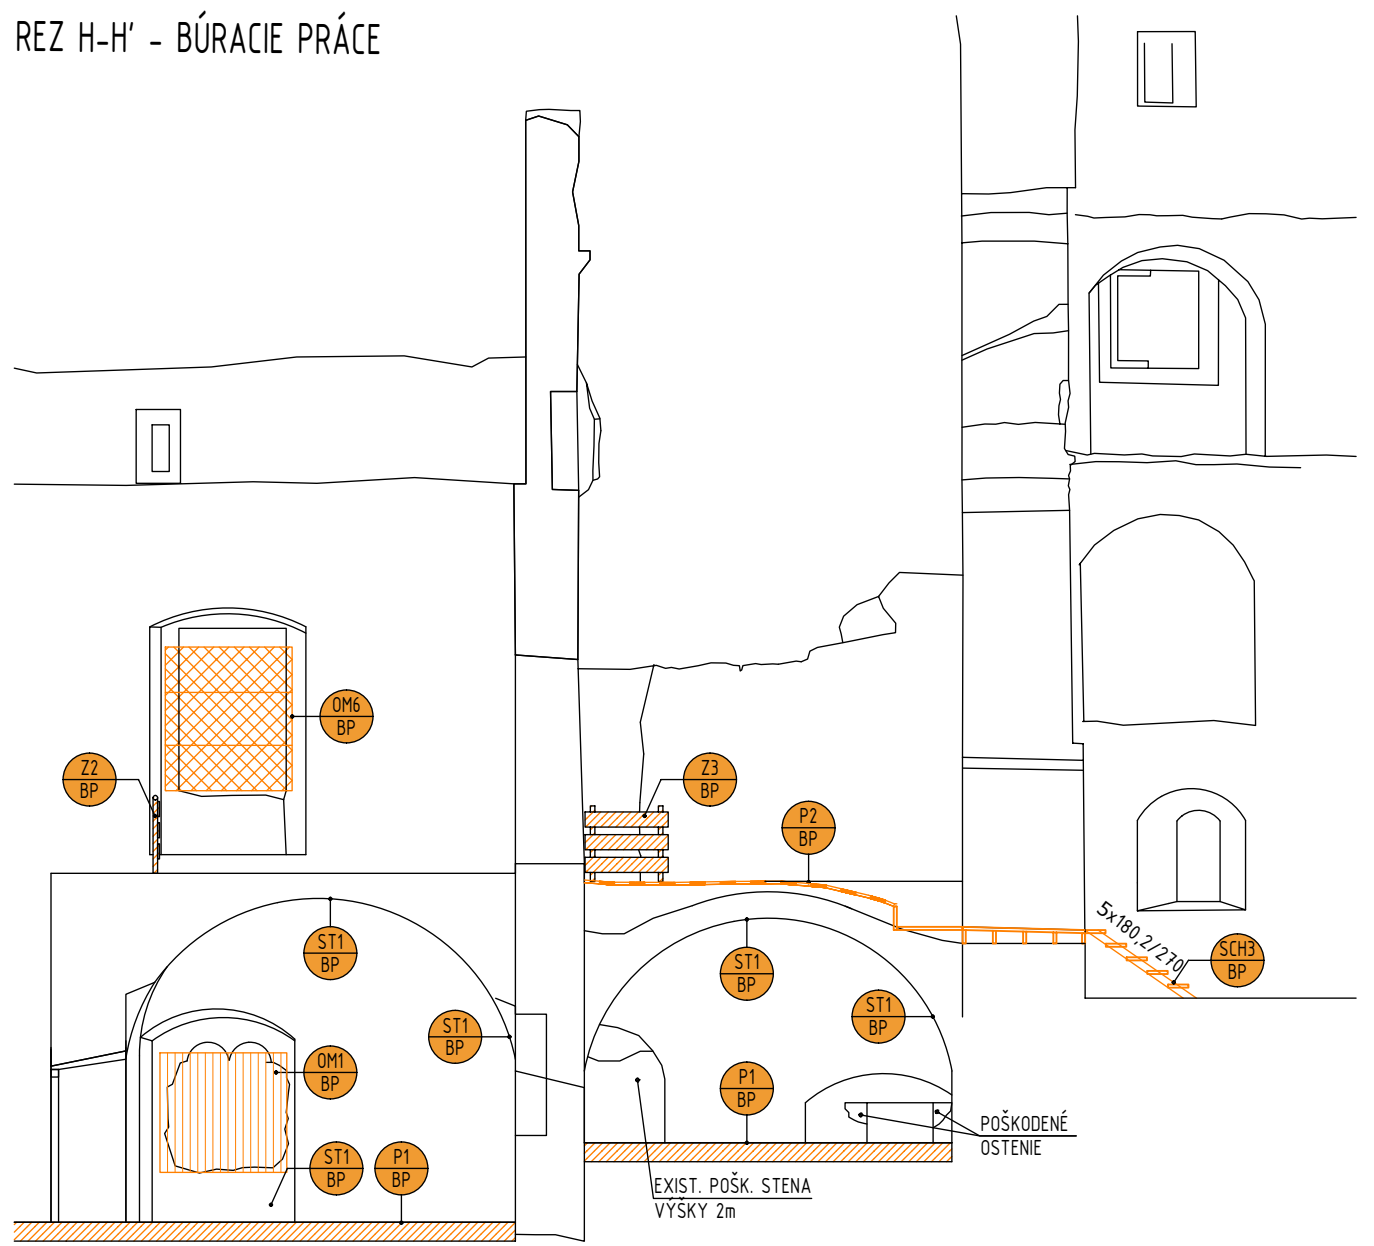 REZ H-H' - BÚRACIE PRÁCE
OM6
BP
Z2
BP
Z3
BP
P2
BP
5x180,2/270
SCH3
BP
ST1
BP
ST1
BP
ST1
BP
ST1
BP
OM1
BP
P1
BP
ST1
BP
P1
BP
POŠKODENÉ
OSTENIE
EXIST. POŠK. STENA
VÝŠKY 2m